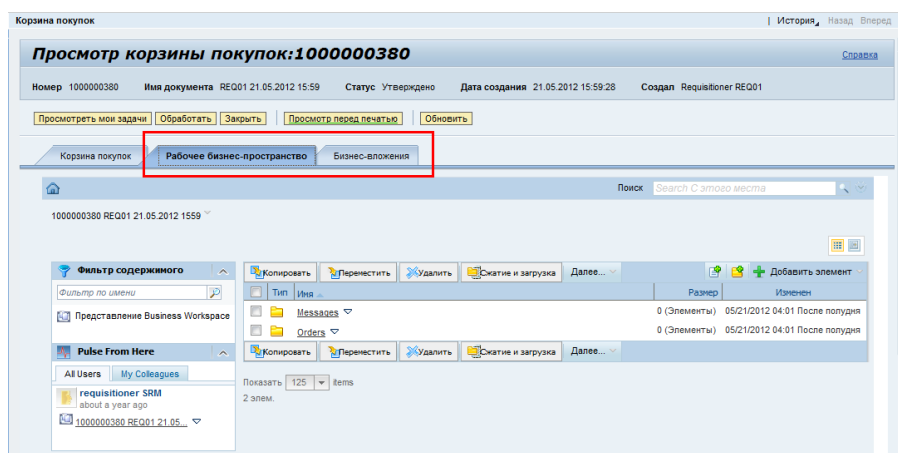 Корзина покупок
История Назад Вперед
Просмотр корзины покупок:1000000380
Справка
Номер 1000000380 Имя документа REQ01 21.05.2012 15:59 Статус Утверждено Дата создания 21.05.2012 15:59:28 Создал Requisitioner REQ01
Просмотреть мои задачи Обработать Закрыть Просмотр перед печатью Обновить
Корзина покупок Рабочее бизнес-пространство Бизнес-вложения
Поиск Search С этого места
1000000380 REQ01 21.05.2012 1559
Фильтр содержимого
Фильтр по имени
Представление Business Workspace
Pulse From Here
All Users My Colleagues
requisitioner SRM
about a year ago
1000000380 REQ01 21.05...
Копировать Переместить Удалить Сжатие и загрузка Далее... Добавить элемент
Тип Имя Размер Изменен
Messages 0 (Элементы) 05/21/2012 04:01 После полудня
Orders 0 (Элементы) 05/21/2012 04:01 После полудня
Копировать Переместить Удалить Сжатие и загрузка Далее...
Показать 125 items
2 элем.